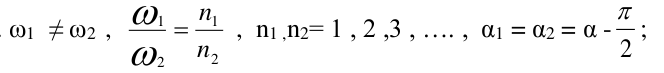 . ω₁ ≠ ω₂ , ω₁/ω₂ = n₁/n₂ , n₁ ,n₂= 1 , 2 ,3 , …. , α₁ = α₂ = α - π/2 ;